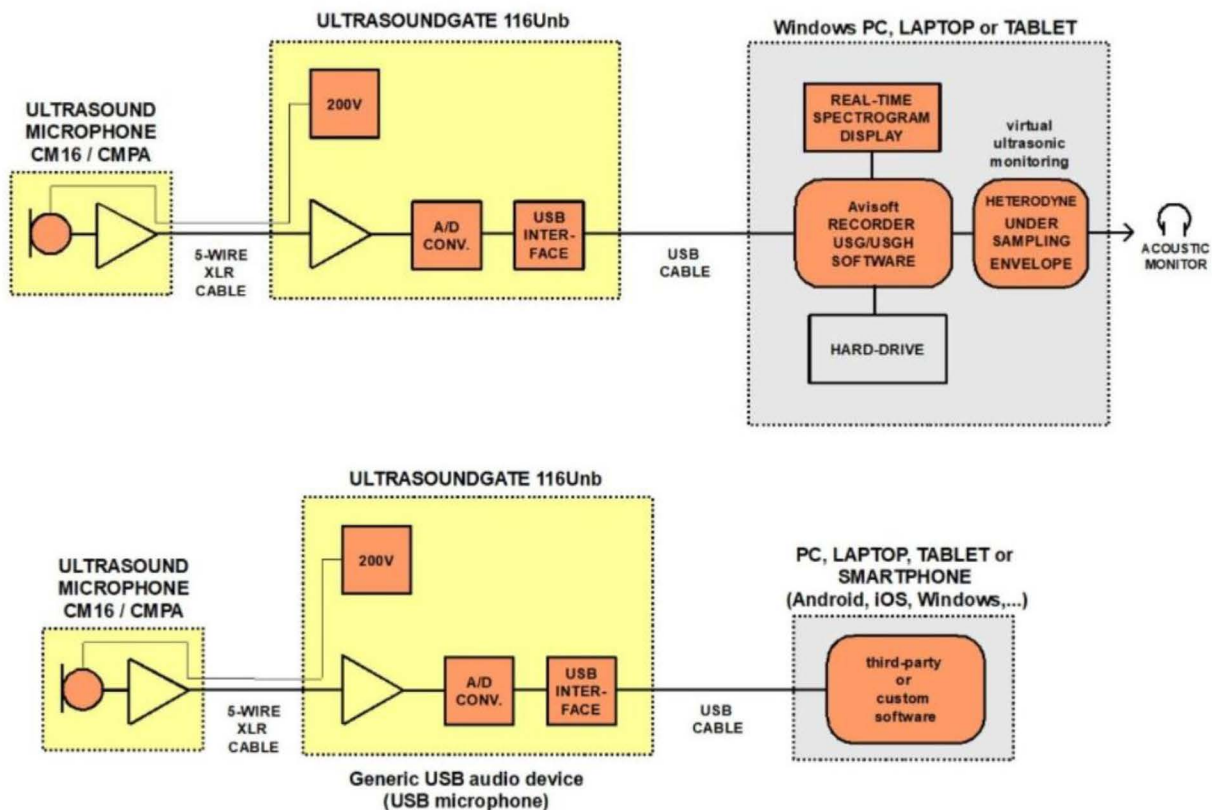 ULTRASOUNDGATE 116Unb
Windows PC, LAPTOP or TABLET
ULTRASOUND
MICROPHONE
CM16 / CMPA
200V
A/D
CONV.
USB
INTER-
FACE
5-WIRE
XLR
CABLE
USB
CABLE
REAL-TIME
SPECTROGRAM
DISPLAY
virtual
ultrasonic
monitoring
Avisoft
RECORDER
USG/USGH
SOFTWARE
HETERODYNE
UNDER
SAMPLING
ENVELOPE
ACOUSTIC
MONITOR
HARD-DRIVE
ULTRASOUNDGATE 116Unb
ULTRASOUND
MICROPHONE
CM16 / CMPA
200V
A/D
CONV.
USB
INTER-
FACE
5-WIRE
XLR
CABLE
USB
CABLE
PC, LAPTOP, TABLET or
SMARTPHONE
(Android, iOS, Windows,...)
third-party
or
custom
software
Generic USB audio device
(USB microphone)